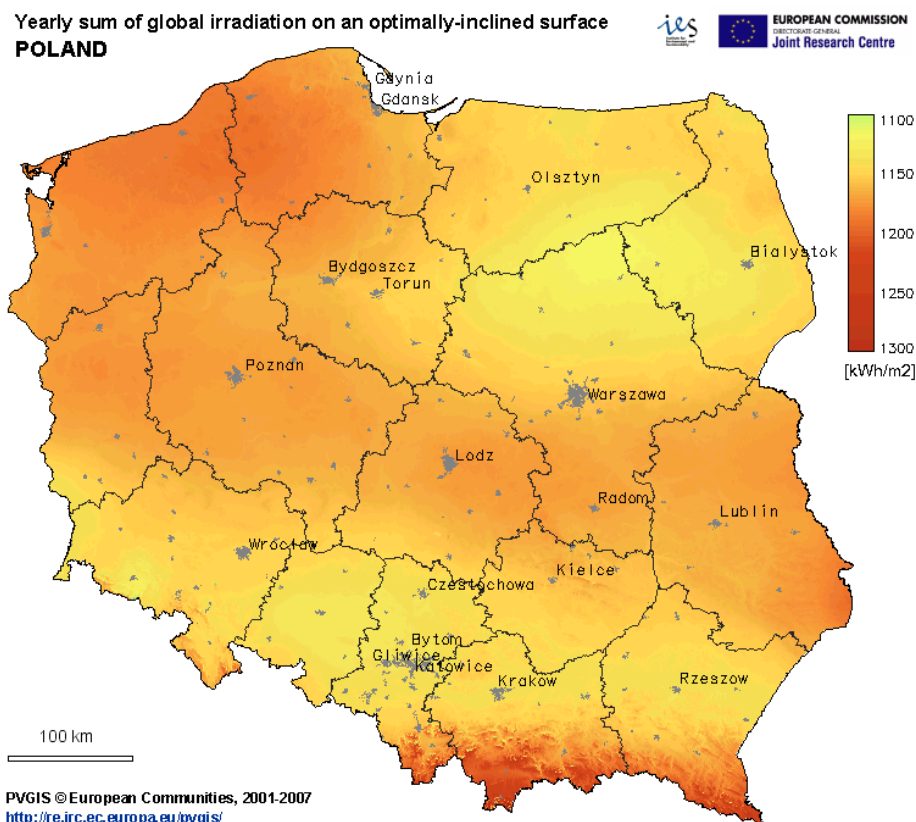 Yearly sum of global irradiation on an optimally-inclined surface
POLAND
ies
EUROPEAN COMMISSION
DIRECTORATE-GENERAL
Joint Research Centre
Gdynia
Gdansk
1100
1150
1200
1250
1300
[kWh/m2]
Olsztyn
Bialystok
Bydgoszcz
Torun
Poznan
Warszawa
Lodz
Radom
Lublin
Wroclaw
Kielce
Czestochowa
Bytom
Gliwice
Katowice
Krakow
Rzeszow
100 km
PVGIS © European Communities, 2001-2007
http://re.jrc.ec.europa.eu/pvgis/